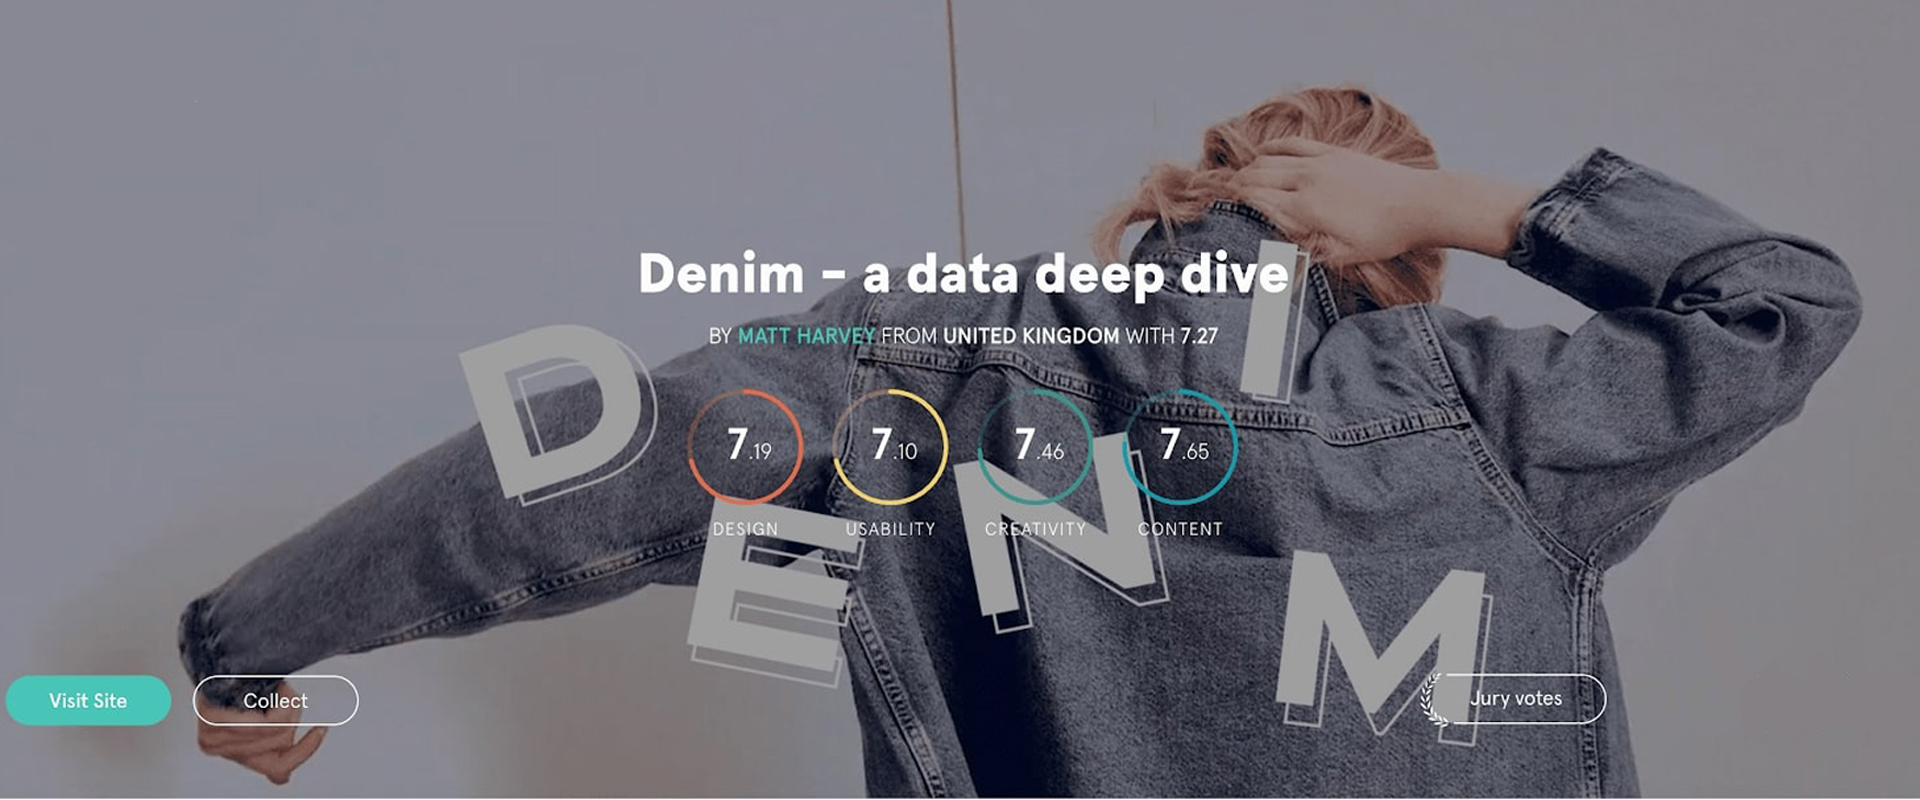 Denim – a data deep dive
BY MATT HARVEY FROM UNITED KINGDOM WITH 7.27
7.19
7.10
7.46
7.65
DESIGN
USABILITY
CREATIVITY
CONTENT
DENIM
Visit Site
Collect
Jury votes